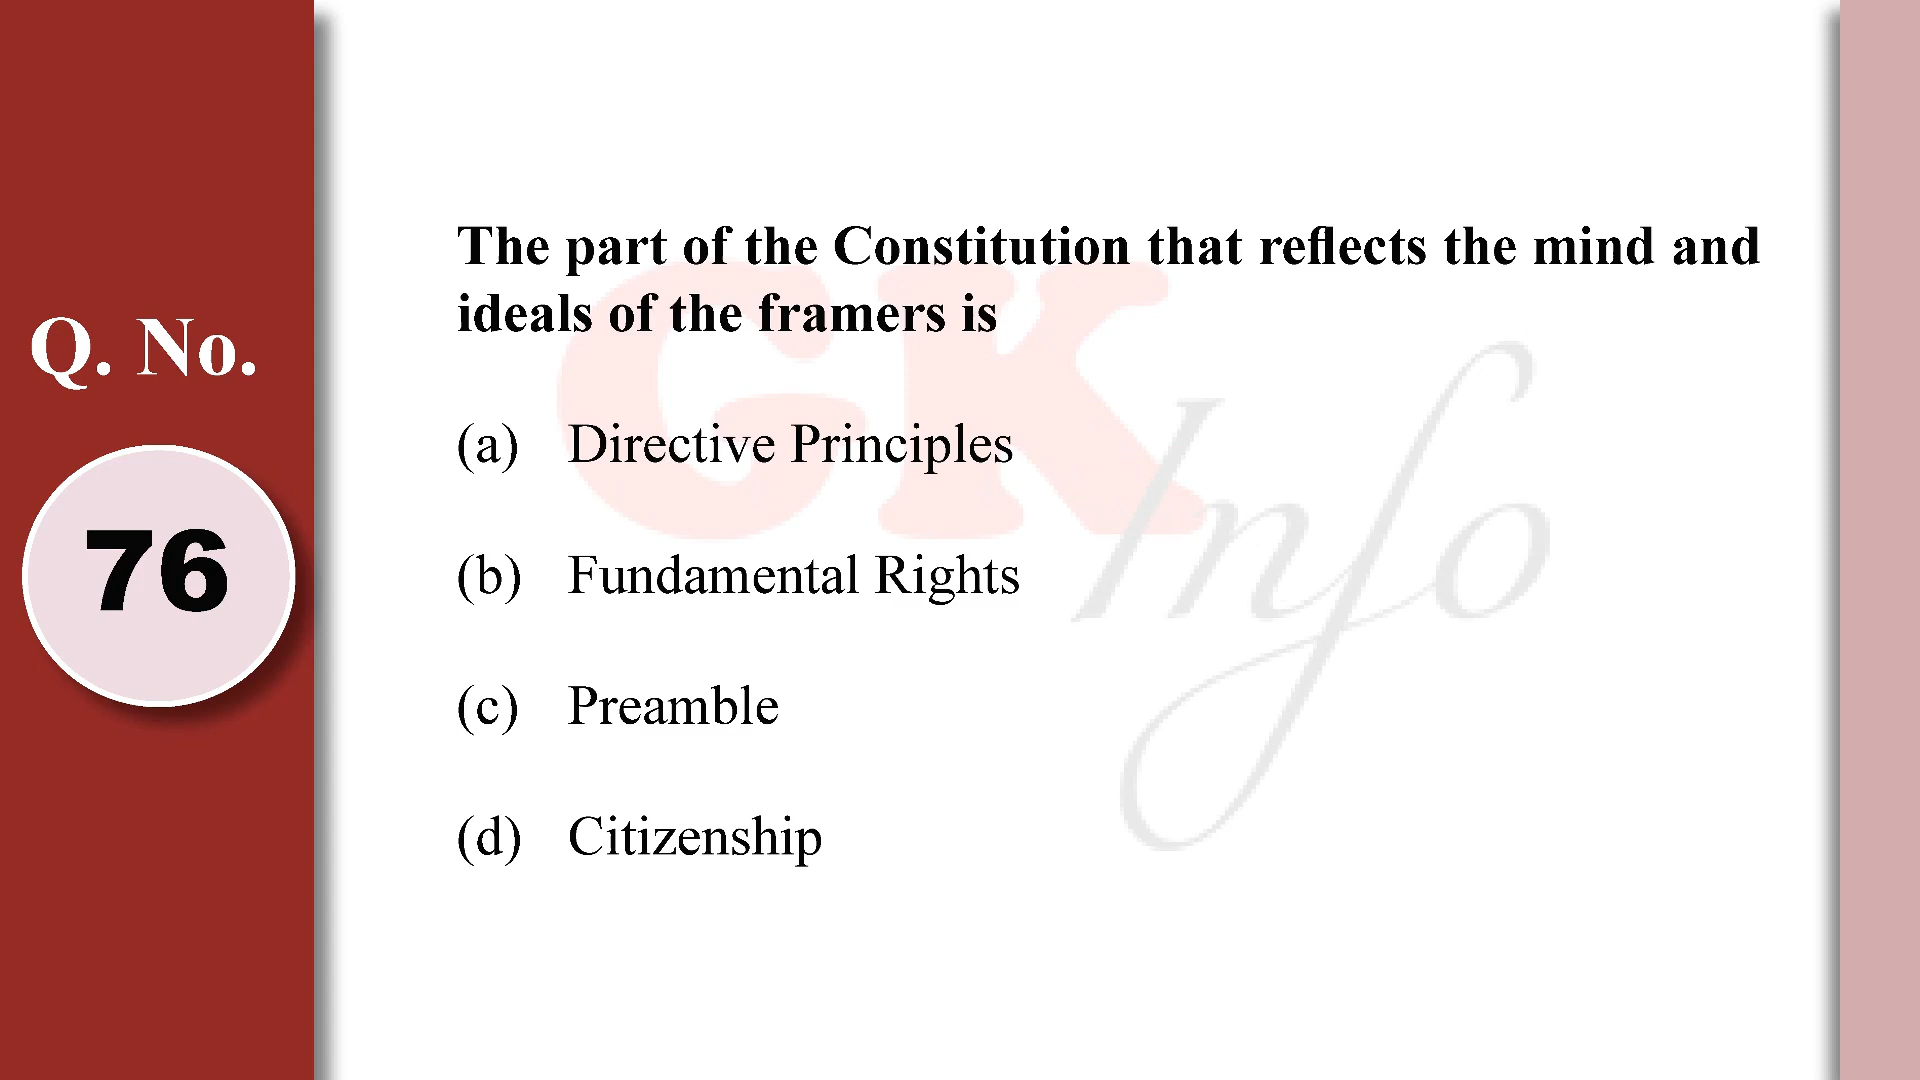 Q. No.
76
The part of the Constitution that reflects the mind and
ideals of the framers is
(a) Directive Principles
(b) Fundamental Rights
(c) Preamble
(d) Citizenship
GK
Info